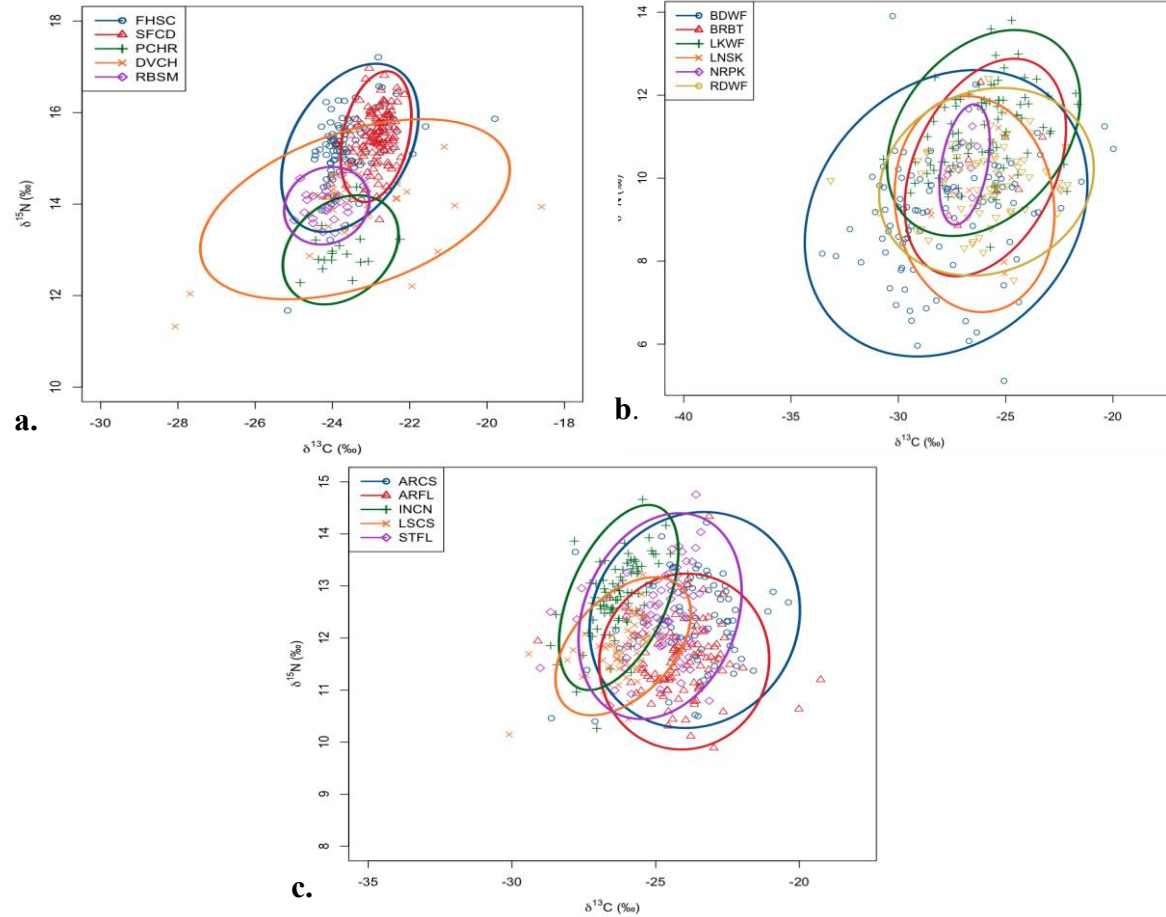 FHSC
SFCD
PCHR
DVCH
RBSM
18
16
14
12
10
δ15N (‰)
-30 -28 -26 -24 -22 -20 -18
δ13C (‰)
a.
BDWF
BRBT
LKWF
LNSK
NRPK
RDWF
14
12
10
8
6
N (‰)
-40 -35 -30 -25 -20
δ13C (‰)
b.
ARCS
ARFL
INCN
LSCS
STFL
15
14
13
12
11
10
9
8
δ15N (‰)
-35 -30 -25 -20
δ13C (‰)
c.